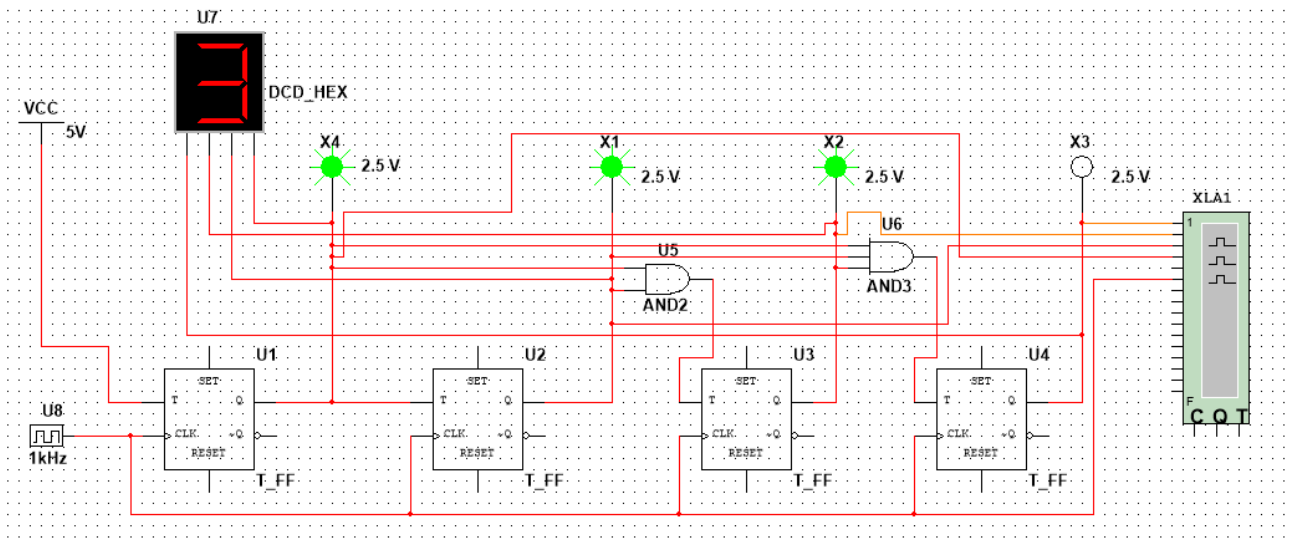 U7
3
DCD_HEX
VCC
5V
X4
2.5 V
X1
2.5 V
X2
2.5 V
X3
2.5 V
XLA1
1
F
C Q T
U6
AND3
U5
AND2
U1
SET
T Q
CLK ~Q
RESET
T_FF
U2
SET
T Q
CLK ~Q
RESET
T_FF
U3
SET
T Q
CLK ~Q
RESET
T_FF
U4
SET
T Q
CLK ~Q
RESET
T_FF
U8
1kHz